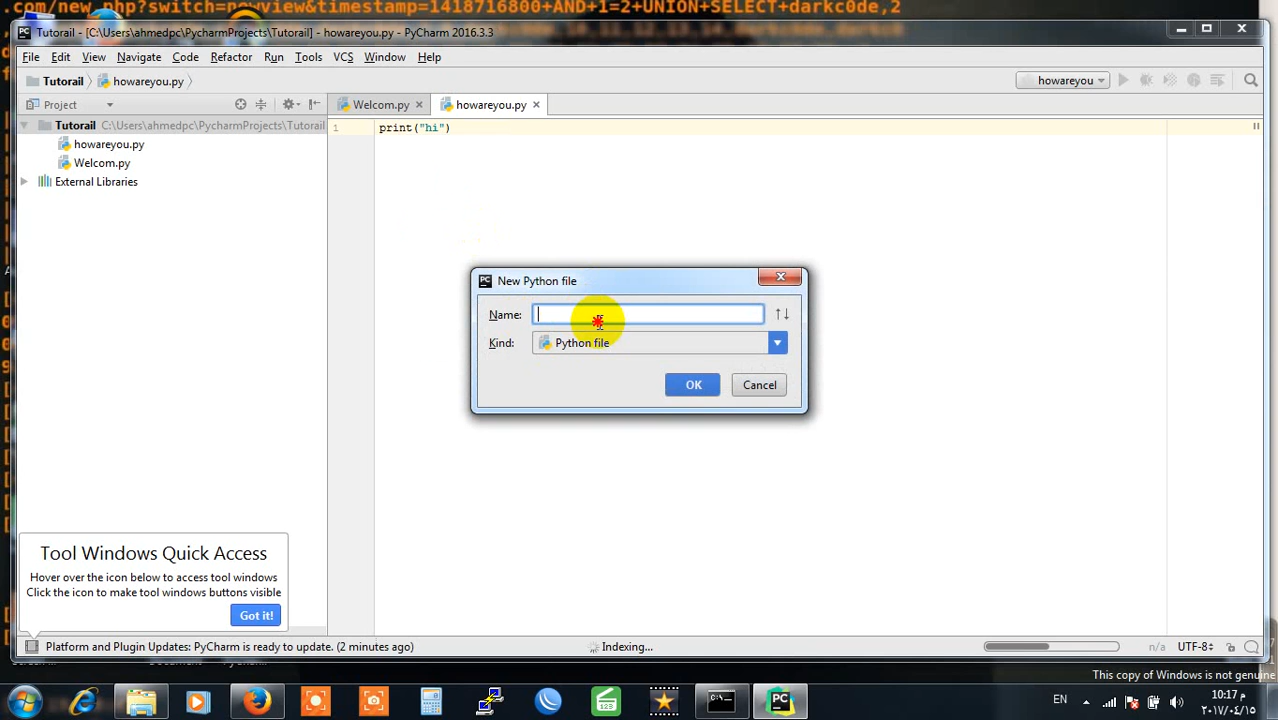 .com/new_php?switch=newview&timestamp=1418716800+AND+1=2+UNION+SELECT+darkc0de,2
Tutorail - [C:\Users\ahmedpc\PycharmProjects\Tutorail] - howareyou.py - PyCharm 2016.3.3
File Edit View Navigate Code Refactor Run Tools VCS Window Help
Tutorail howareyou.py howareyou
Project Welcom.py howareyou.py
Tutorail C:\Users\ahmedpc\PycharmProjects\Tutorail
1 print("hi")
howareyou.py
Welcom.py
External Libraries
New Python file
Name:
Kind: Python file
OK Cancel
Tool Windows Quick Access
Hover over the icon below to access tool windows
Click the icon to make tool windows buttons visible
Got it!
Platform and Plugin Updates: PyCharm is ready to update. (2 minutes ago) Indexing... n/a UTF-8
This copy of Windows is not genuine
EN
10:17 م
٢٠١٧/٠٤/١٥